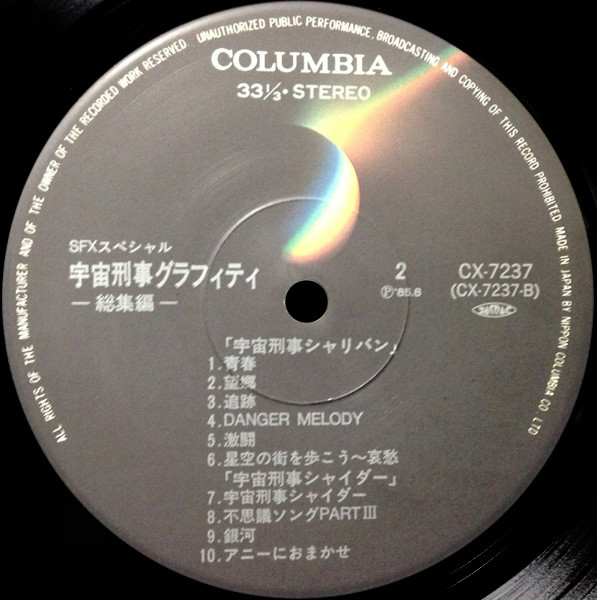 ALL RIGHTS OF THE MANUFACTURER AND OF THE OWNER OF THE RECORDED WORK RESERVED. UNAUTHORIZED PUBLIC PERFORMANCE, BROADCASTING AND COPYING OF THIS RECORD PROHIBITED. MADE IN JAPAN BY NIPPON COLUMBIA CO. LTD
COLUMBIA
33⅓・STEREO
SFXスペシャル
宇宙刑事グラフィティ
―総集編―
2
Ⓟ'85.8
CX-7237
(CX-7237-B)
「宇宙刑事シャリバン」
1.青春
2.望郷
3.追跡
4.DANGER MELODY
5.激闘
6.星空の街を歩こう～哀愁
「宇宙刑事シャイダー」
7.宇宙刑事シャイダー
8.不思議ソングPARTⅢ
9.銀河
10.アニーにおまかせ